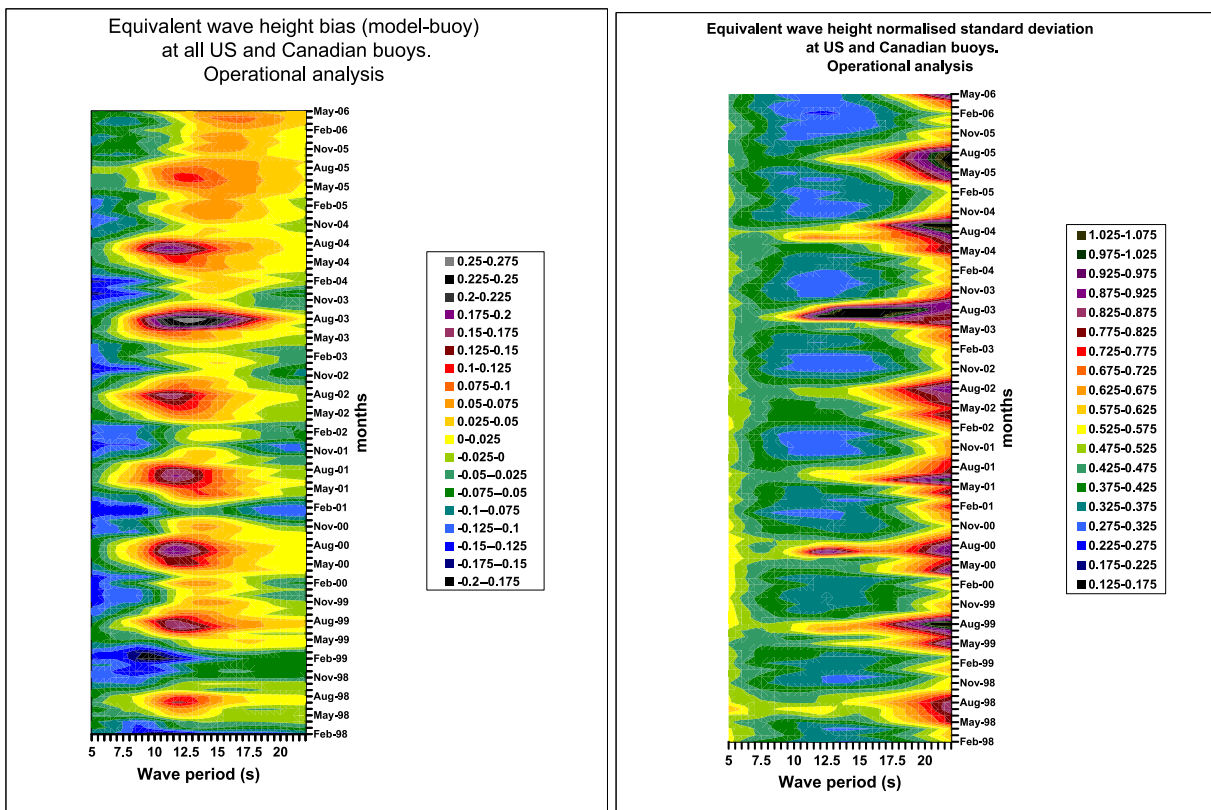 Equivalent wave height bias (model-buoy)
at all US and Canadian buoys.
Operational analysis
May-06
Feb-06
Nov-05
Aug-05
May-05
Feb-05
Nov-04
Aug-04
May-04
Feb-04
Nov-03
Aug-03
May-03
Feb-03
Nov-02
Aug-02
May-02
Feb-02
Nov-01
Aug-01
May-01
Feb-01
Nov-00
Aug-00
May-00
Feb-00
Nov-99
Aug-99
May-99
Feb-99
Nov-98
Aug-98
May-98
Feb-98
months
5 7.5 10 12.5 15 17.5 20
Wave period (s)
0.25-0.275
0.225-0.25
0.2-0.225
0.175-0.2
0.15-0.175
0.125-0.15
0.1-0.125
0.075-0.1
0.05-0.075
0.025-0.05
0-0.025
-0.025-0
-0.05--0.025
-0.075--0.05
-0.1--0.075
-0.125--0.1
-0.15--0.125
-0.175--0.15
-0.2--0.175
Equivalent wave height normalised standard deviation
at US and Canadian buoys.
Operational analysis
May-06
Feb-06
Nov-05
Aug-05
May-05
Feb-05
Nov-04
Aug-04
May-04
Feb-04
Nov-03
Aug-03
May-03
Feb-03
Nov-02
Aug-02
May-02
Feb-02
Nov-01
Aug-01
May-01
Feb-01
Nov-00
Aug-00
May-00
Feb-00
Nov-99
Aug-99
May-99
Feb-99
Nov-98
Aug-98
May-98
Feb-98
months
5 7.5 10 12.5 15 17.5 20
Wave period (s)
1.025-1.075
0.975-1.025
0.925-0.975
0.875-0.925
0.825-0.875
0.775-0.825
0.725-0.775
0.675-0.725
0.625-0.675
0.575-0.625
0.525-0.575
0.475-0.525
0.425-0.475
0.375-0.425
0.325-0.375
0.275-0.325
0.225-0.275
0.175-0.225
0.125-0.175